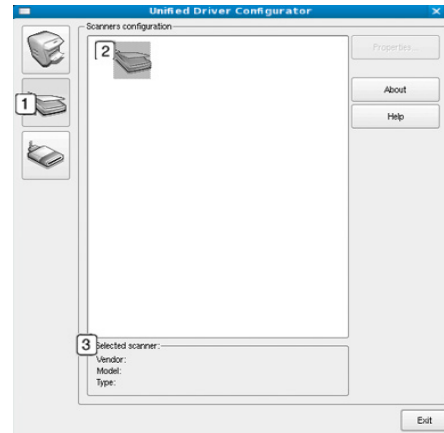 Unified Driver Configurator
Scanners configuration
1
2
Properties...
About
Help
3
Selected scanner:
Vendor:
Model:
Type:
Exit